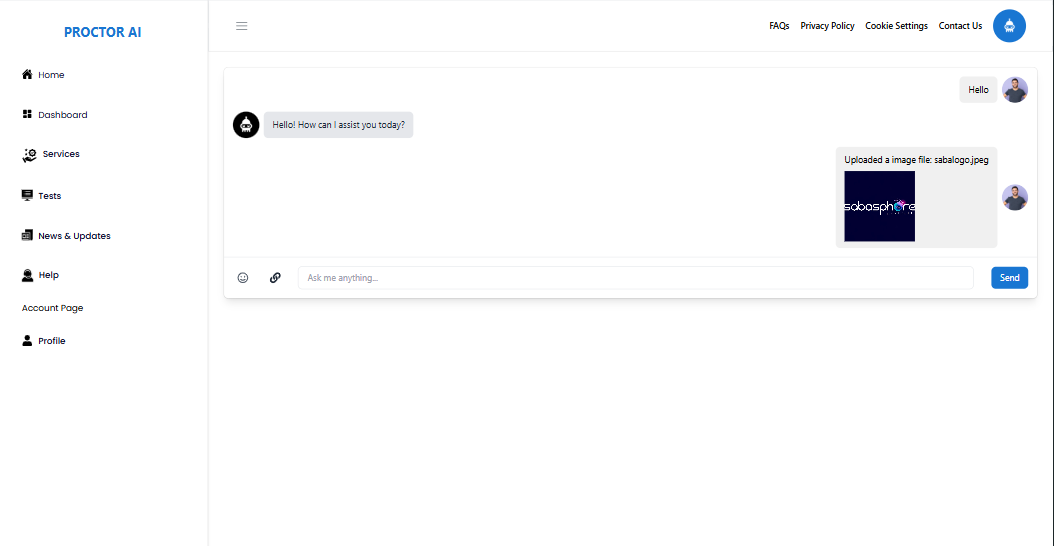 PROCTOR AI
Home
Dashboard
Services
Tests
News & Updates
Help
Account Page
Profile
FAQs Privacy Policy Cookie Settings Contact Us
Hello
Hello! How can I assist you today?
Uploaded a image file: sabalogo.jpeg
sabasphere
Ask me anything...
Send